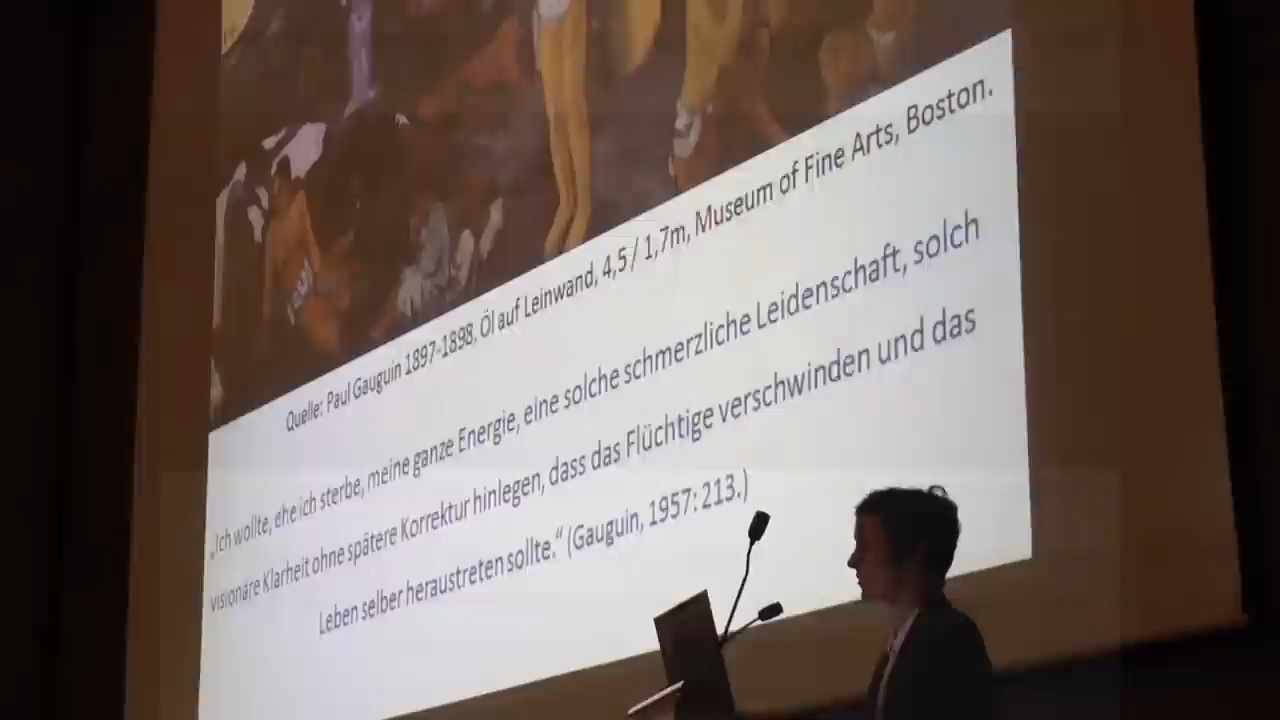 Quelle: Paul Gauguin 1897-1898, Öl auf Leinwand, 4,5 / 1,7m, Museum of Fine Arts, Boston.
„Ich wollte, ehe ich sterbe, meine ganze Energie, eine solche schmerzliche Leidenschaft, solch
visionäre Klarheit ohne spätere Korrektur hinlegen, dass das Flüchtige verschwinden und das
Leben selber heraustreten sollte.“ (Gauguin, 1957: 213.)